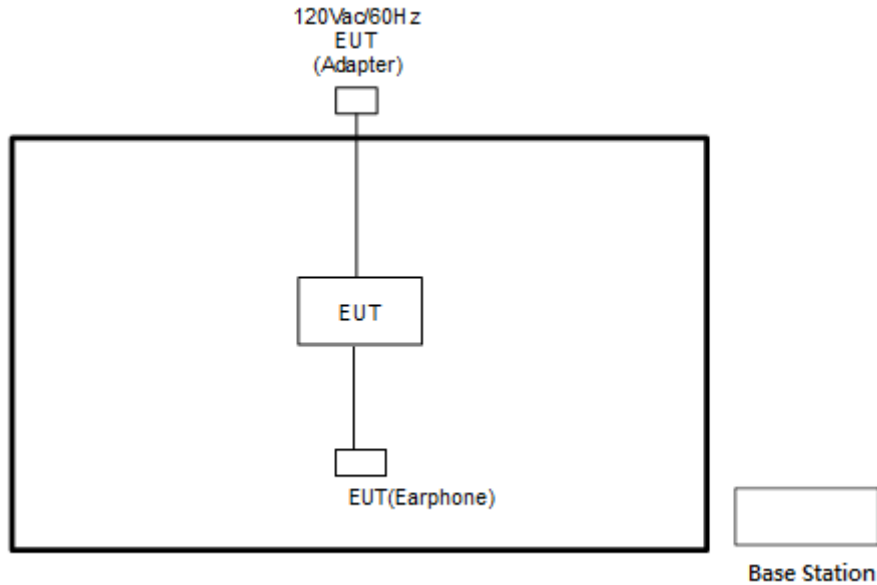 120Vac/60Hz
EUT
(Adapter)
EUT
EUT(Earphone)
Base Station